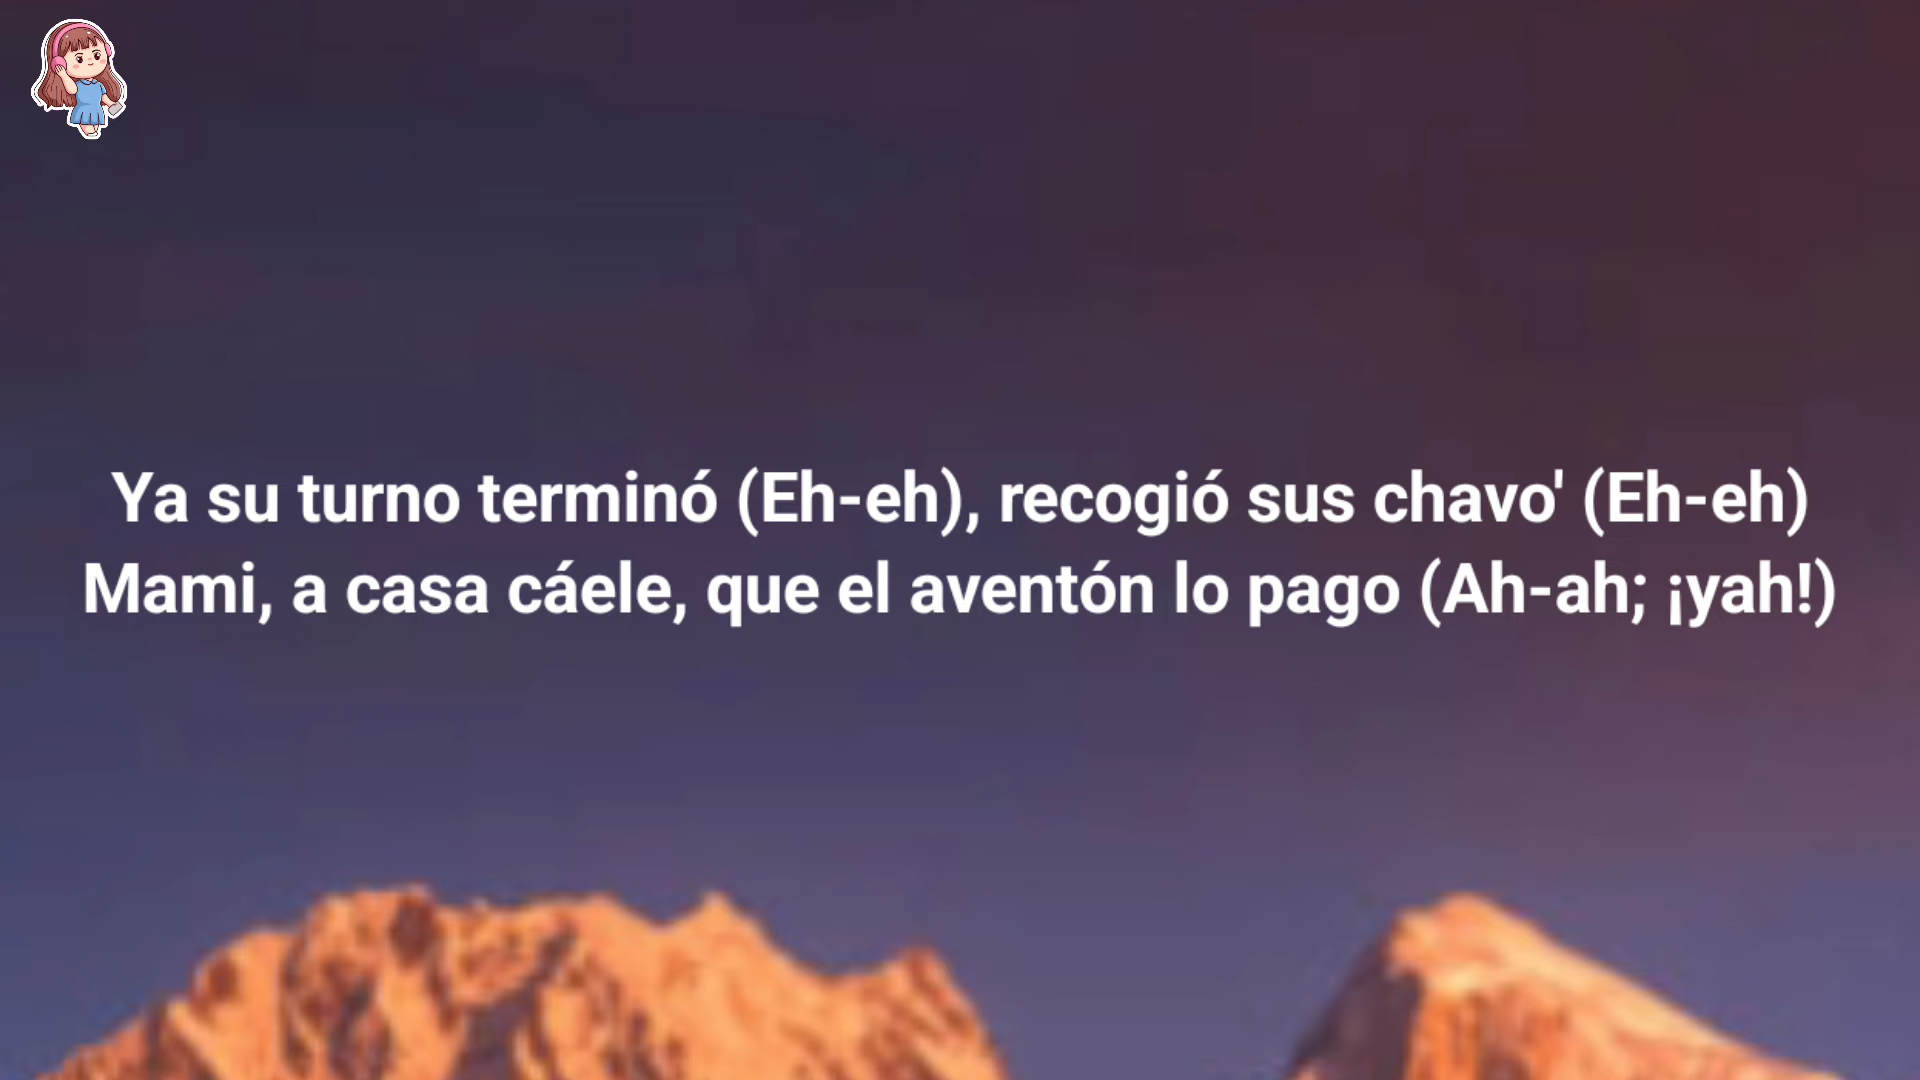 Ya su turno terminó (Eh-eh), recogió sus chavo' (Eh-eh)
Mami, a casa cáele, que el aventón lo pago (Ah-ah; ¡yah!)